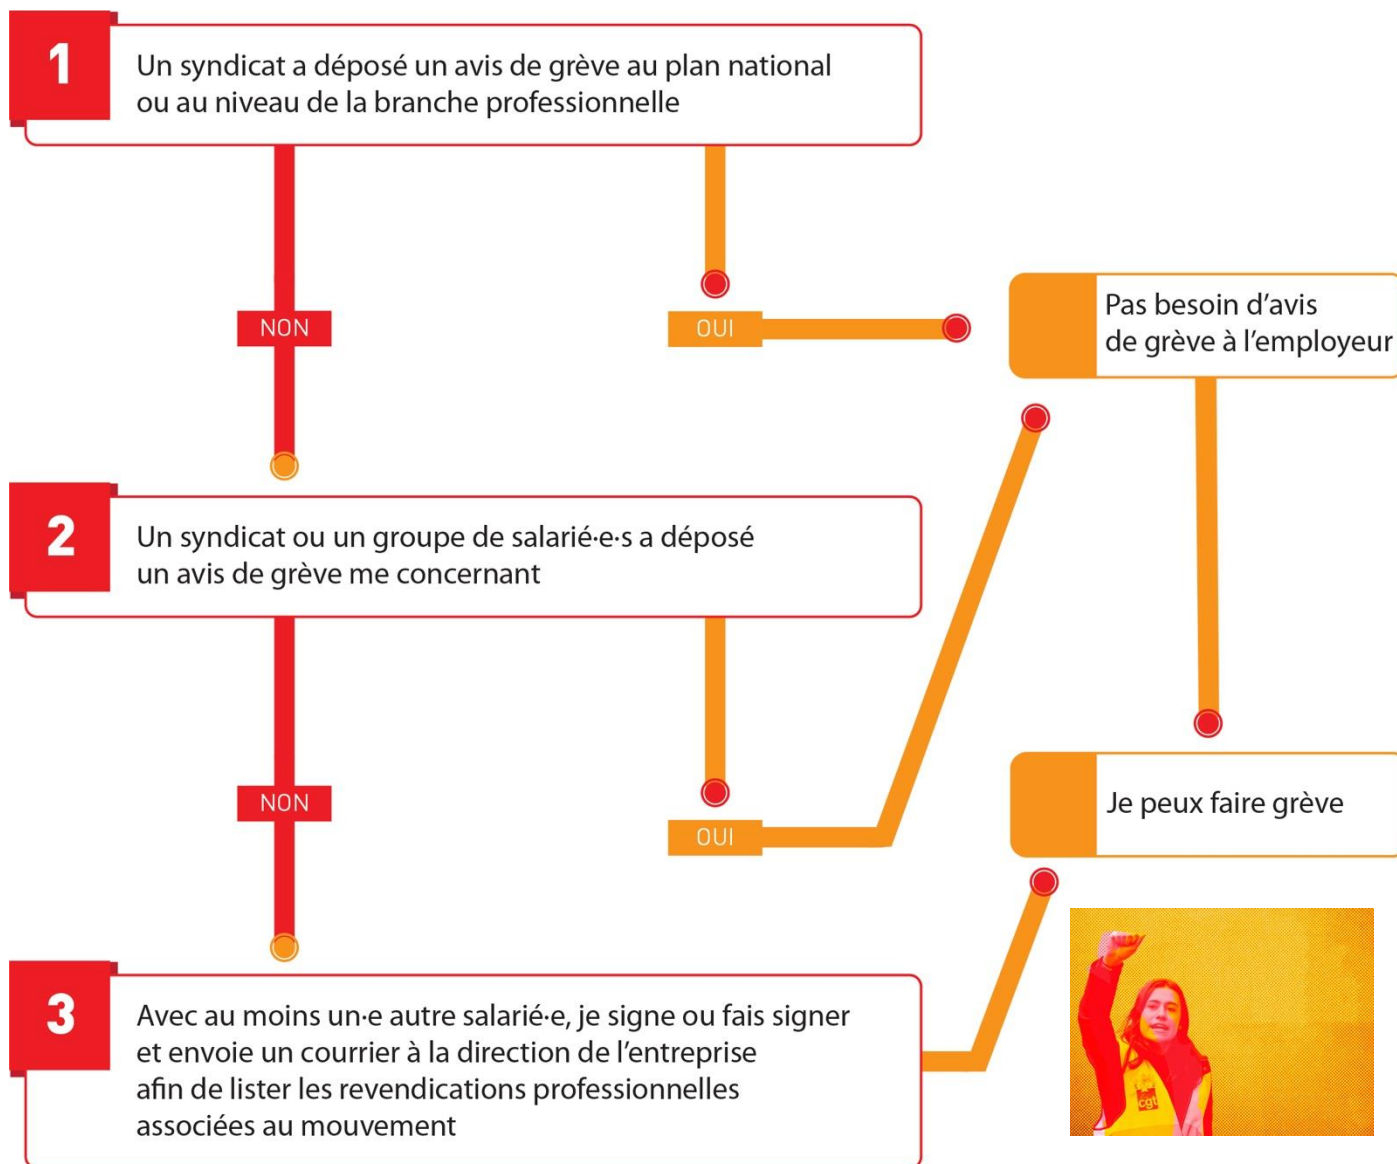 1
Un syndicat a déposé un avis de grève au plan national
ou au niveau de la branche professionnelle
NON
OUI
Pas besoin d’avis
de grève à l’employeur
2
Un syndicat ou un groupe de salarié·e·s a déposé
un avis de grève me concernant
NON
OUI
Je peux faire grève
3
Avec au moins un·e autre salarié·e, je signe ou fais signer
et envoie un courrier à la direction de l’entreprise
afin de lister les revendications professionnelles
associées au mouvement
cgt